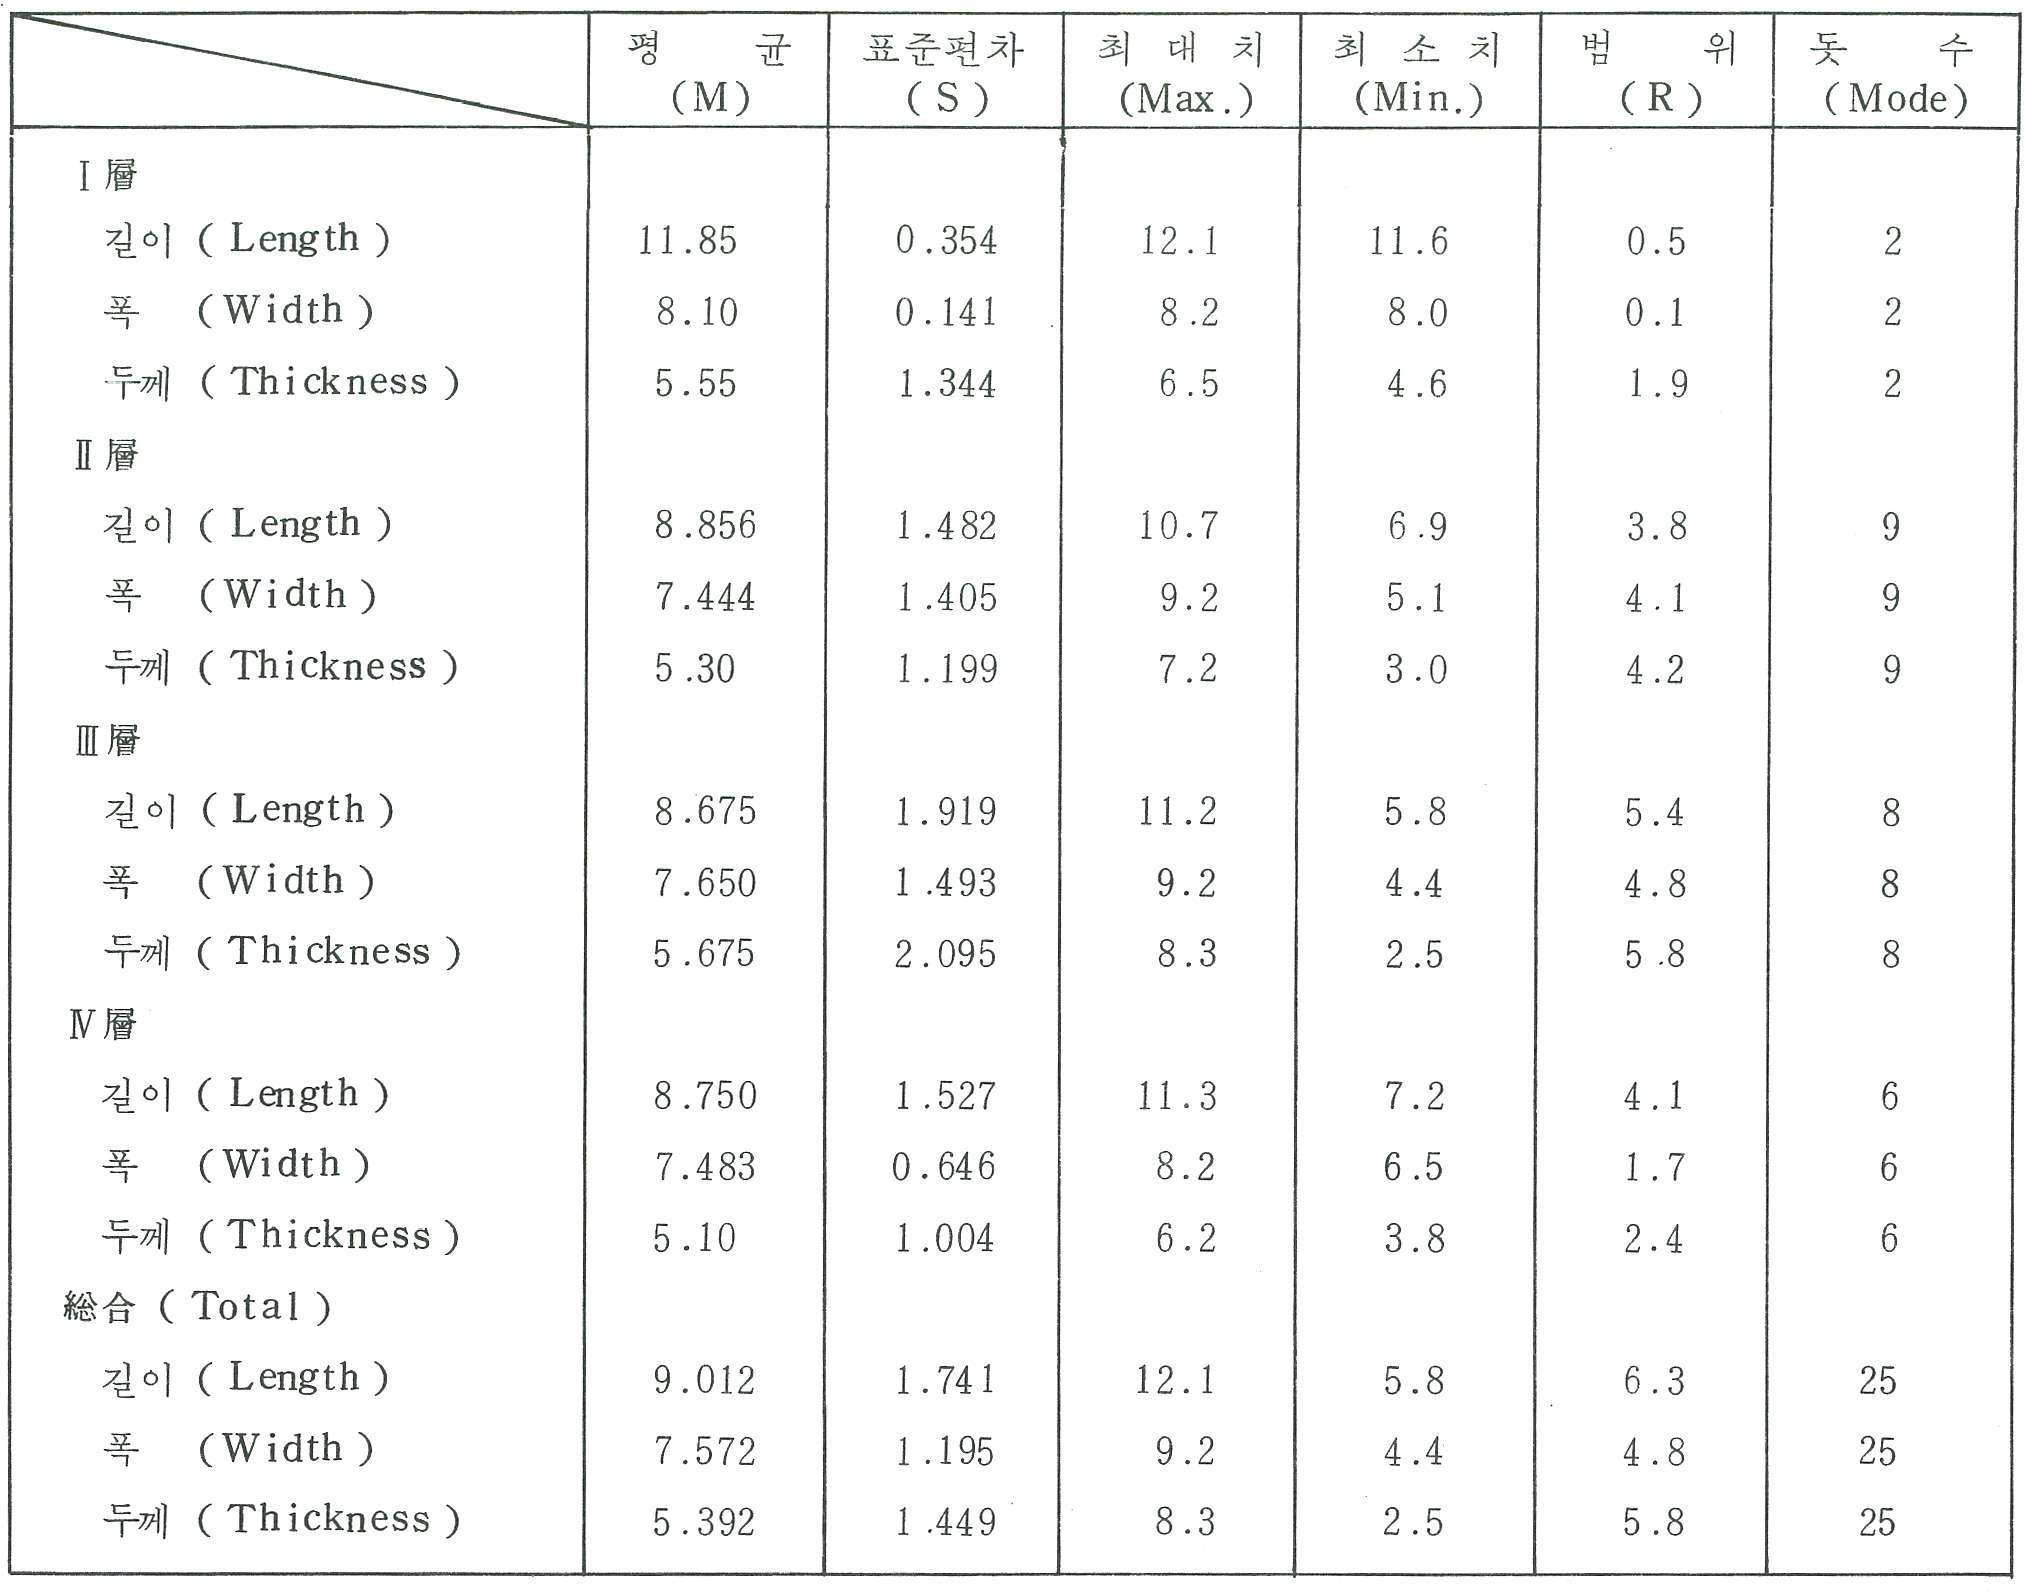 평 균 표준편차 최 대 치 최 소 치 범 위 돗 수
(M) (S) (Max.) (Min.) (R) (Mode)
Ⅰ層
길이 (Length) 11.85 0.354 12.1 11.6 0.5 2
폭 (Width) 8.10 0.141 8.2 8.0 0.1 2
두께 (Thickness) 5.55 1.344 6.5 4.6 1.9 2
Ⅱ層
길이 (Length) 8.856 1.482 10.7 6.9 3.8 9
폭 (Width) 7.444 1.405 9.2 5.1 4.1 9
두께 (Thickness) 5.30 1.199 7.2 3.0 4.2 9
Ⅲ層
길이 (Length) 8.675 1.919 11.2 5.8 5.4 8
폭 (Width) 7.650 1.493 9.2 4.4 4.8 8
두께 (Thickness) 5.675 2.095 8.3 2.5 5.8 8
Ⅳ層
길이 (Length) 8.750 1.527 11.3 7.2 4.1 6
폭 (Width) 7.483 0.646 8.2 6.5 1.7 6
두께 (Thickness) 5.10 1.004 6.2 3.8 2.4 6
総合 (Total)
길이 (Length) 9.012 1.741 12.1 5.8 6.3 25
폭 (Width) 7.572 1.195 9.2 4.4 4.8 25
두께 (Thickness) 5.392 1.449 8.3 2.5 5.8 25